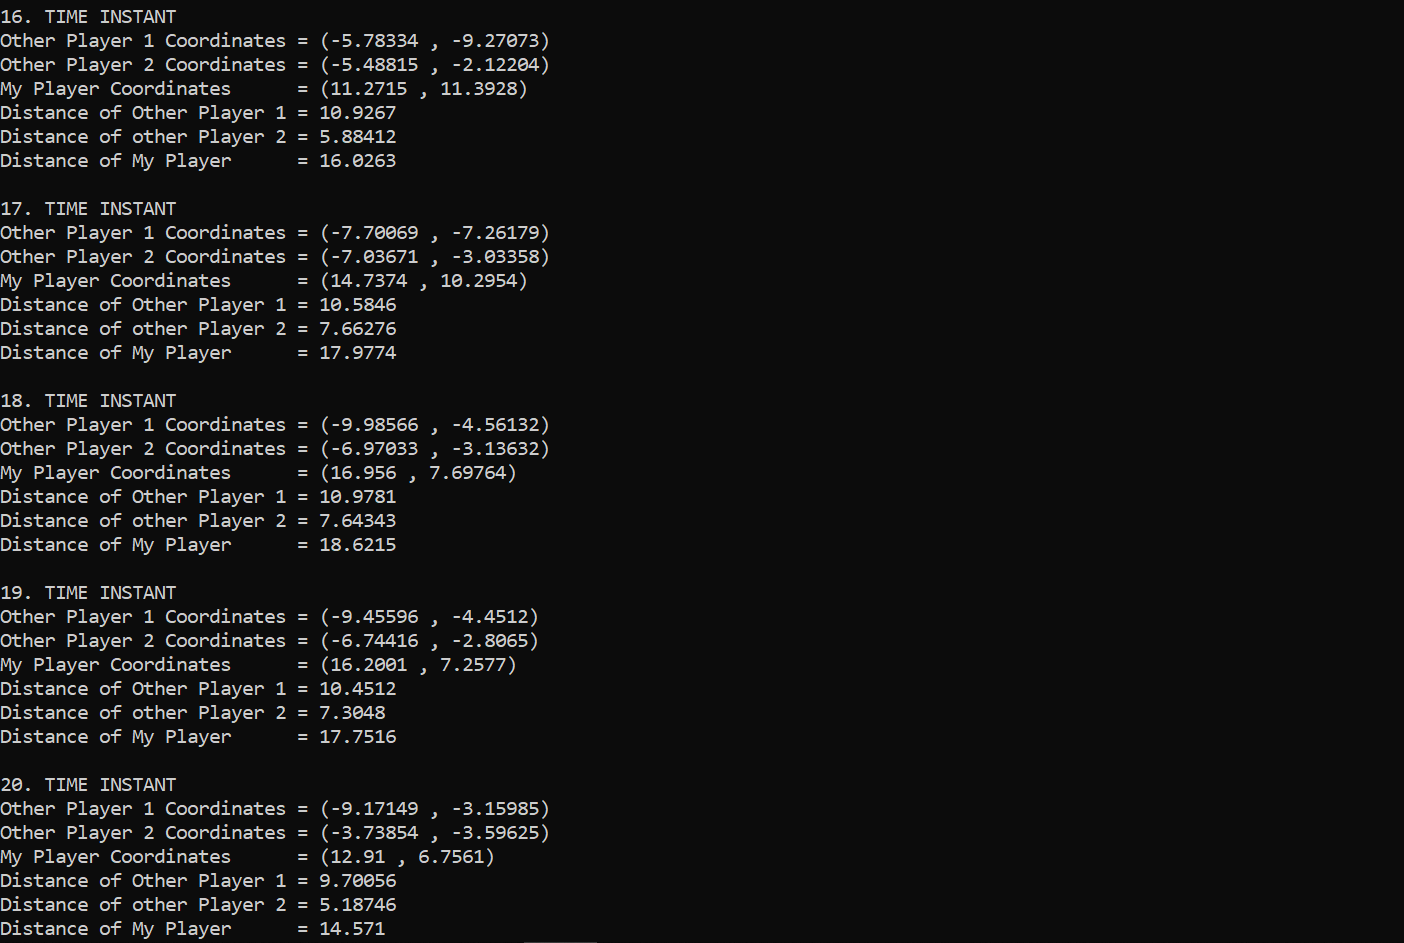 16. TIME INSTANT
Other Player 1 Coordinates = (-5.78334 , -9.27073)
Other Player 2 Coordinates = (-5.48815 , -2.12204)
My Player Coordinates      = (11.2715 , 11.3928)
Distance of Other Player 1 = 10.9267
Distance of other Player 2 = 5.88412
Distance of My Player      = 16.0263

17. TIME INSTANT
Other Player 1 Coordinates = (-7.70069 , -7.26179)
Other Player 2 Coordinates = (-7.03671 , -3.03358)
My Player Coordinates      = (14.7374 , 10.2954)
Distance of Other Player 1 = 10.5846
Distance of other Player 2 = 7.66276
Distance of My Player      = 17.9774

18. TIME INSTANT
Other Player 1 Coordinates = (-9.98566 , -4.56132)
Other Player 2 Coordinates = (-6.97033 , -3.13632)
My Player Coordinates      = (16.956 , 7.69764)
Distance of Other Player 1 = 10.9781
Distance of other Player 2 = 7.64343
Distance of My Player      = 18.6215

19. TIME INSTANT
Other Player 1 Coordinates = (-9.45596 , -4.4512)
Other Player 2 Coordinates = (-6.74416 , -2.8065)
My Player Coordinates      = (16.2001 , 7.2577)
Distance of Other Player 1 = 10.4512
Distance of other Player 2 = 7.3048
Distance of My Player      = 17.7516

20. TIME INSTANT
Other Player 1 Coordinates = (-9.17149 , -3.15985)
Other Player 2 Coordinates = (-3.73854 , -3.59625)
My Player Coordinates      = (12.91 , 6.7561)
Distance of Other Player 1 = 9.70056
Distance of other Player 2 = 5.18746
Distance of My Player      = 14.571